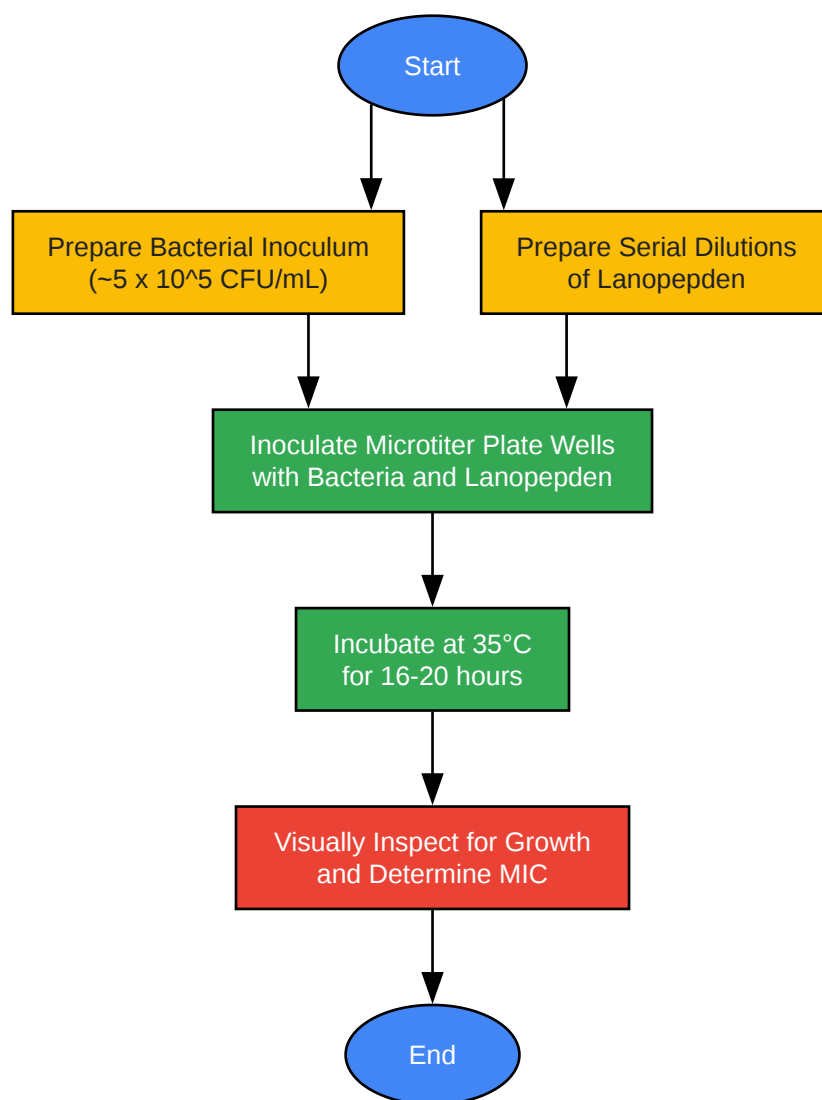 Start
Prepare Bacterial Inoculum
(~5 x 10^5 CFU/mL)
Prepare Serial Dilutions
of Lanopepden
Inoculate Microtiter Plate Wells
with Bacteria and Lanopepden
Incubate at 35°C
for 16-20 hours
Visually Inspect for Growth
and Determine MIC
End